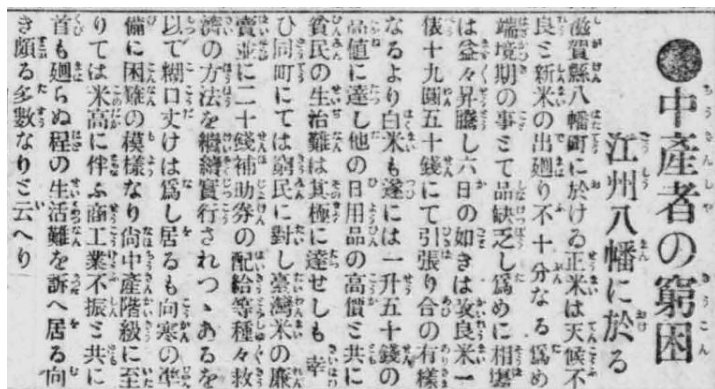 ●中產者の窮困
江州八幡に於る
滋賀縣八幡町に於ける正米は天候不
良と新米の出廻り不十分なる爲め
端境期の事とて品缺乏し爲めに相塲
は益々昇騰し六日の如きは改良米一
俵十九圓五十錢にて引張り合の有樣
なるより白米も遂には一升五十錢の
高値に達し他の日用品の高價と共に
貧民の生活難は其極に達せしも幸
ひ同町にては窮民に對し臺灣米の廉
賣並に二十錢補助劵の配給等種々救
濟の方法を繼續實行されつゝあるを
以て糊口丈けは爲し居るも向寒の準
備に困難の模樣なり尙中產階級に至
りては米高に伴ふ商工業不振と共に
首も廻らぬ程の生活難を訴へ居る向
き頗る多數なりと云へり